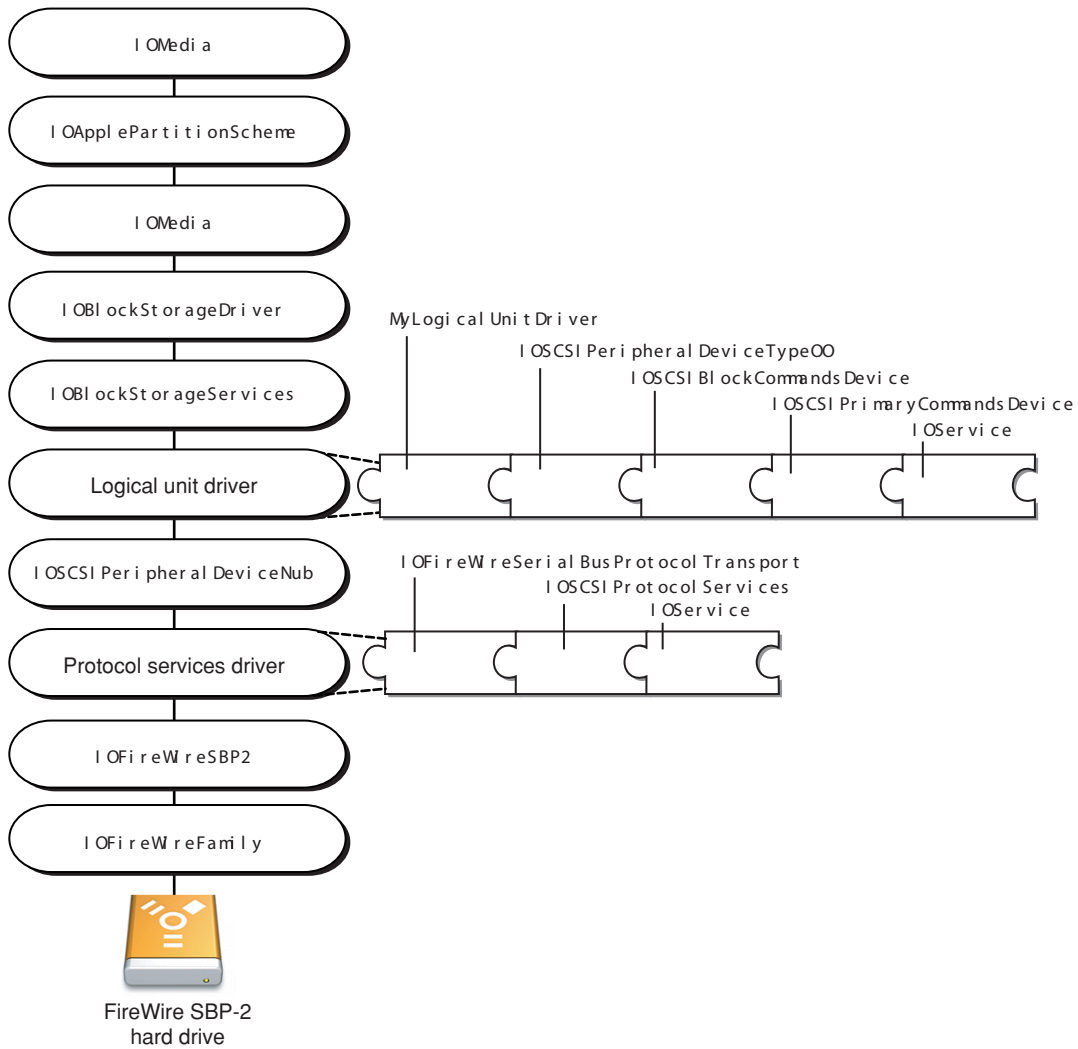 IOMedia
IOApplePartitionScheme
IOMedia
IOBlockStorageDriver
IOBlockStorageServices
MyLogicalUnitDriver
IOSCSIPeripheralDeviceTypeOO
IOSCSIBlockCommandsDevice
IOSCSIPrimaryCommandsDevice
IOService
Logical unit driver
IOSCSIPeripheralDeviceNub
IOFireWireSerialBusProtocolTransport
IOSCSIProtocolServices
IOService
Protocol services driver
IOFireWireSBP2
IOFireWireFamily
FireWire SBP-2
hard drive